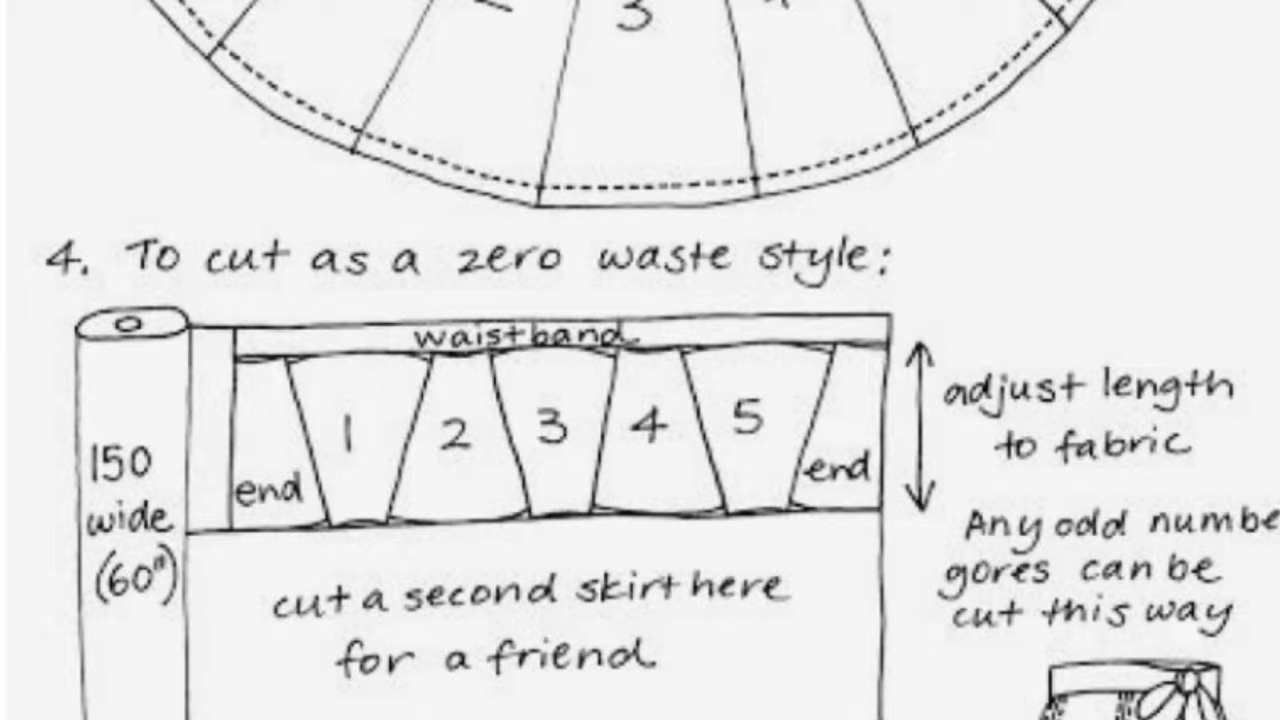 3
4. To cut as a zero waste style:
waistband
150
wide
(60")
end
1
2
3
4
5
end
adjust length
to fabric
Any odd numbe
gores can be
cut this way
cut a second skirt here
for a friend